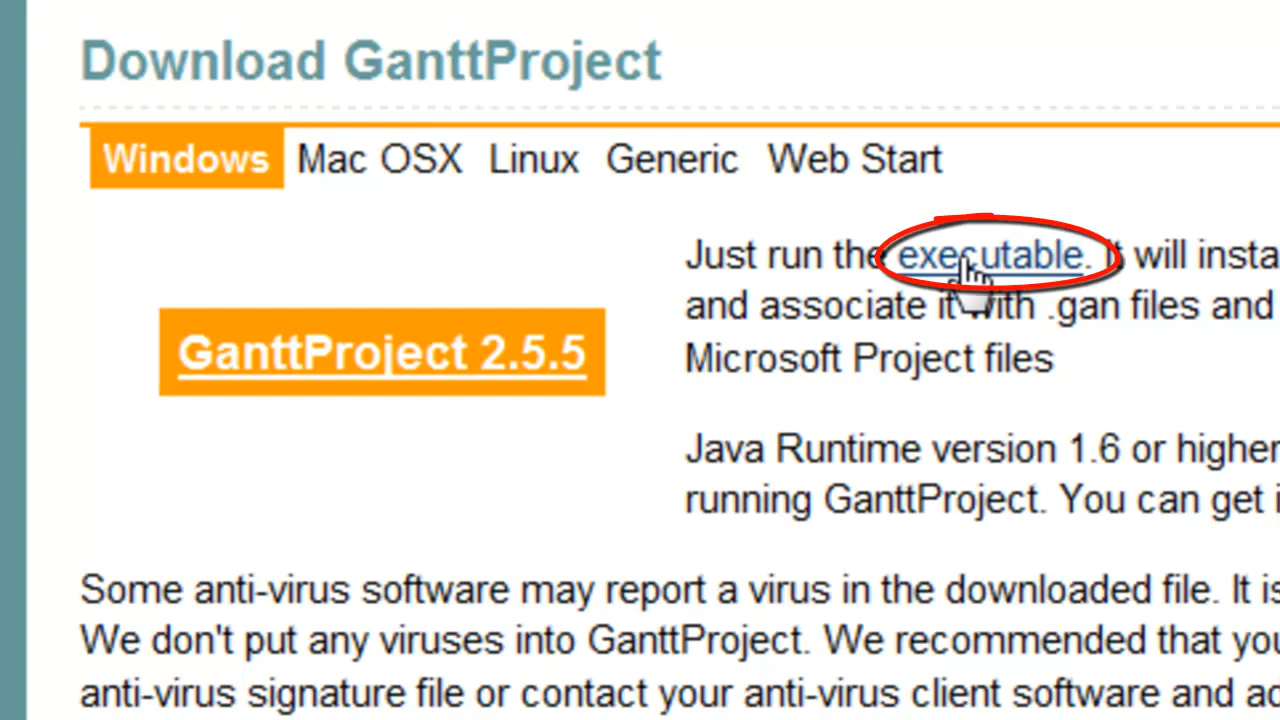 Download GanttProject
Windows Mac OSX Linux Generic Web Start
Just run the executable. It will insta
GanttProject 2.5.5
and associate it with .gan files and
Microsoft Project files
Java Runtime version 1.6 or higher
running GanttProject. You can get i
Some anti-virus software may report a virus in the downloaded file. It is
We don't put any viruses into GanttProject. We recommended that you
anti-virus signature file or contact your anti-virus client software and ad